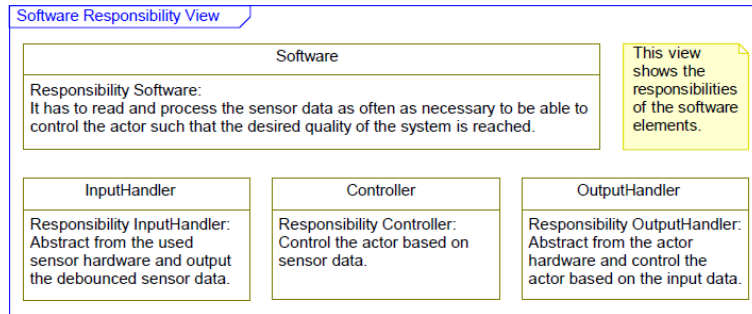 Software Responsibility View
Software
Responsibility Software:
It has to read and process the sensor data as often as necessary to be able to
control the actor such that the desired quality of the system is reached.
This view
shows the
responsibilities
of the software
elements.
InputHandler
Responsibility InputHandler:
Abstract from the used
sensor hardware and output
the debounced sensor data.
Controller
Responsibility Controller:
Control the actor based on
sensor data.
OutputHandler
Responsibility OutputHandler:
Abstract from the actor
hardware and control the
actor based on the input data.